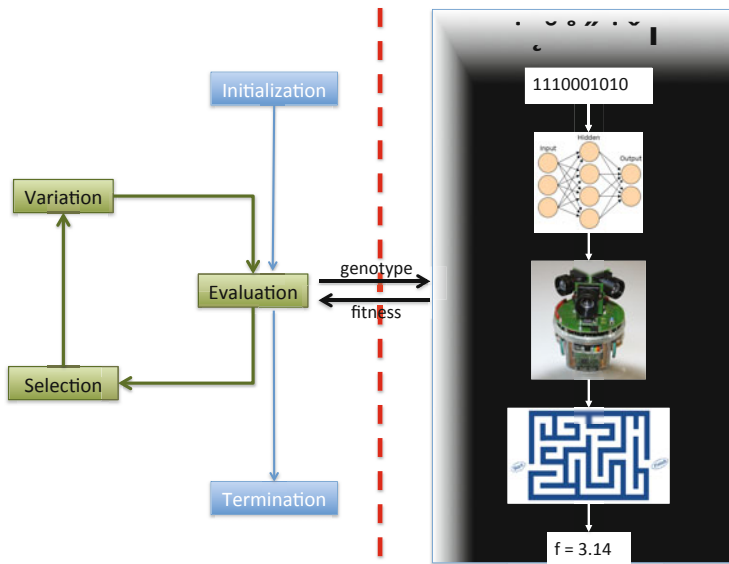 Initialization
Variation
Evaluation
Selection
Termination
genotype
fitness
1110001010
Hidden
Input
Output
f = 3.14